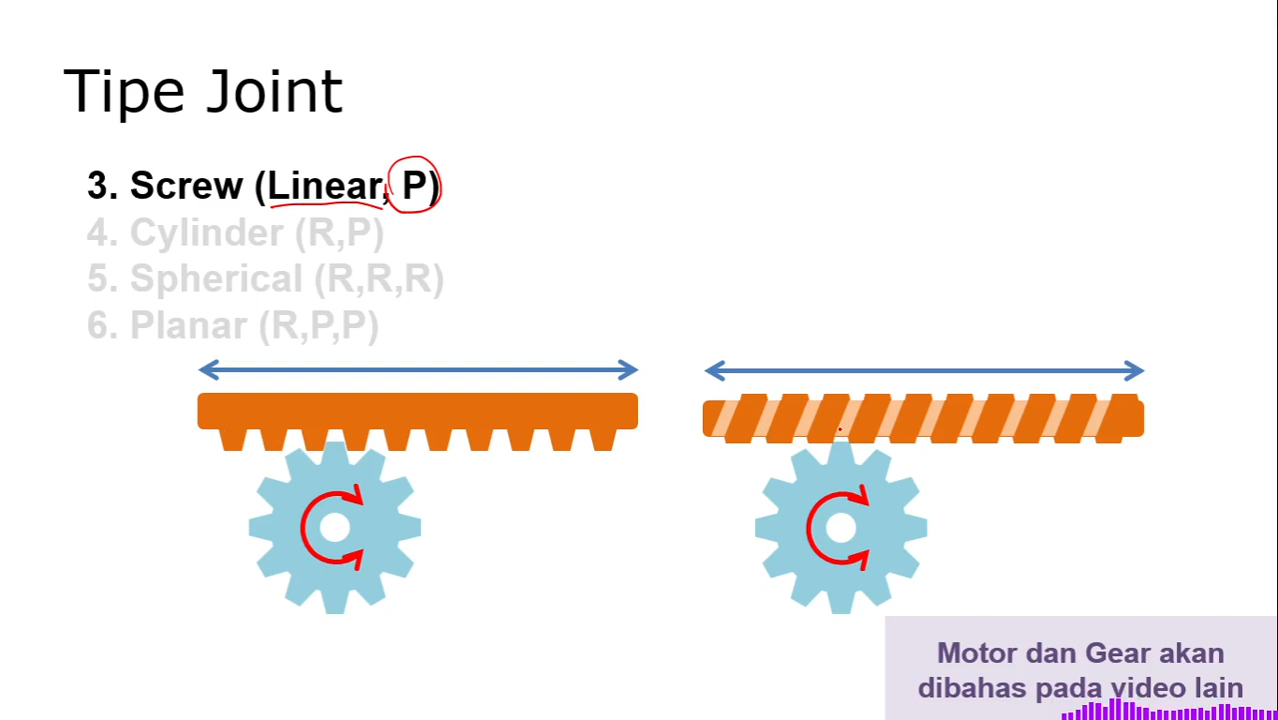 Tipe Joint
3. Screw (Linear, P)
4. Cylinder (R,P)
5. Spherical (R,R,R)
6. Planar (R,P,P)
Motor dan Gear akan
dibahas pada video lain